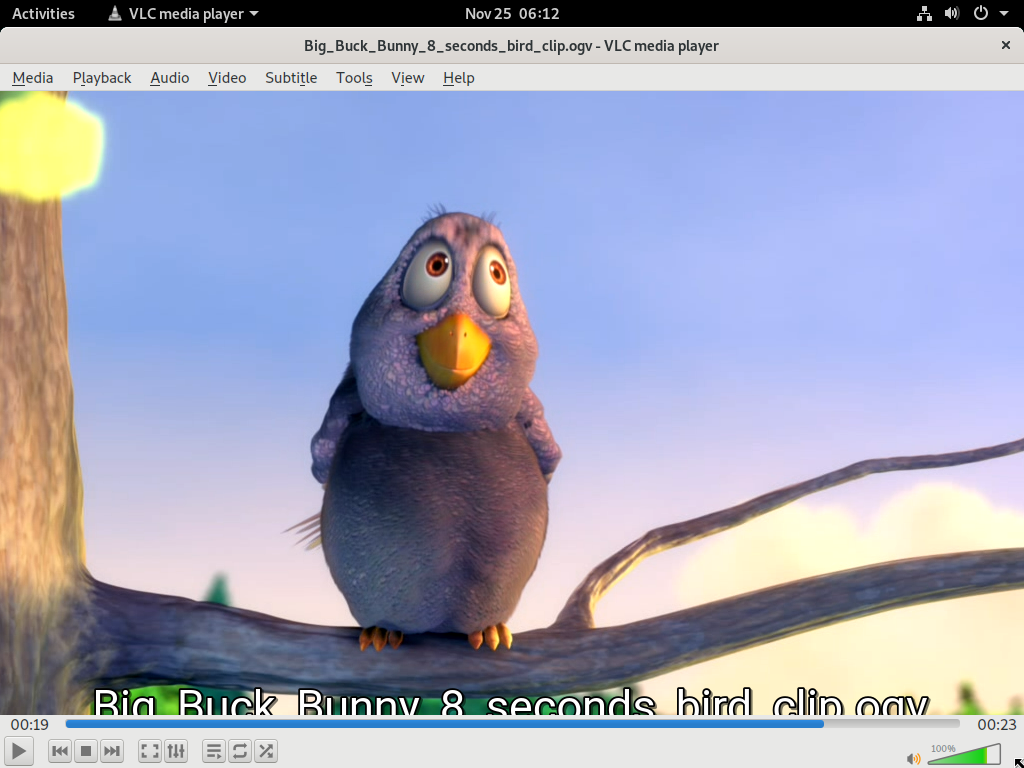 Activities VLC media player Nov 25 06:12
Big_Buck_Bunny_8_seconds_bird_clip.ogv - VLC media player
Media Playback Audio Video Subtitle Tools View Help
Big_Buck_Bunny_8_seconds_bird_clip.ogv
00:19 00:23
100%